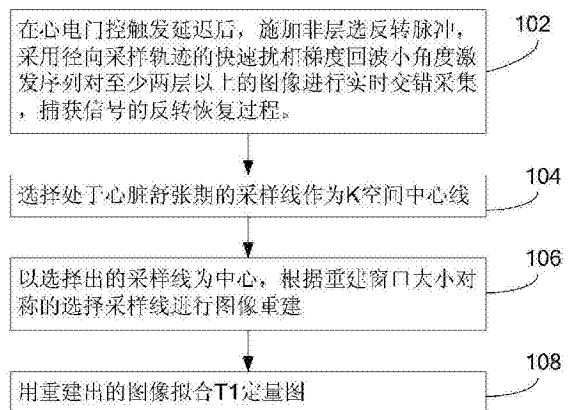 在心电门控触发延迟后，施加非层选反转脉冲，
采用径向采样轨迹的快速扰相梯度回波小角度激
发序列对至少两层以上的图像进行实时交错采集
，捕获信号的反转恢复过程。
102
选择处于心脏舒张期的采样线作为K空间中心线
104
以选择出的采样线为中心，根据重建窗口大小对
称的选择采样线进行图像重建
106
用重建出的图像拟合T1定量图
108